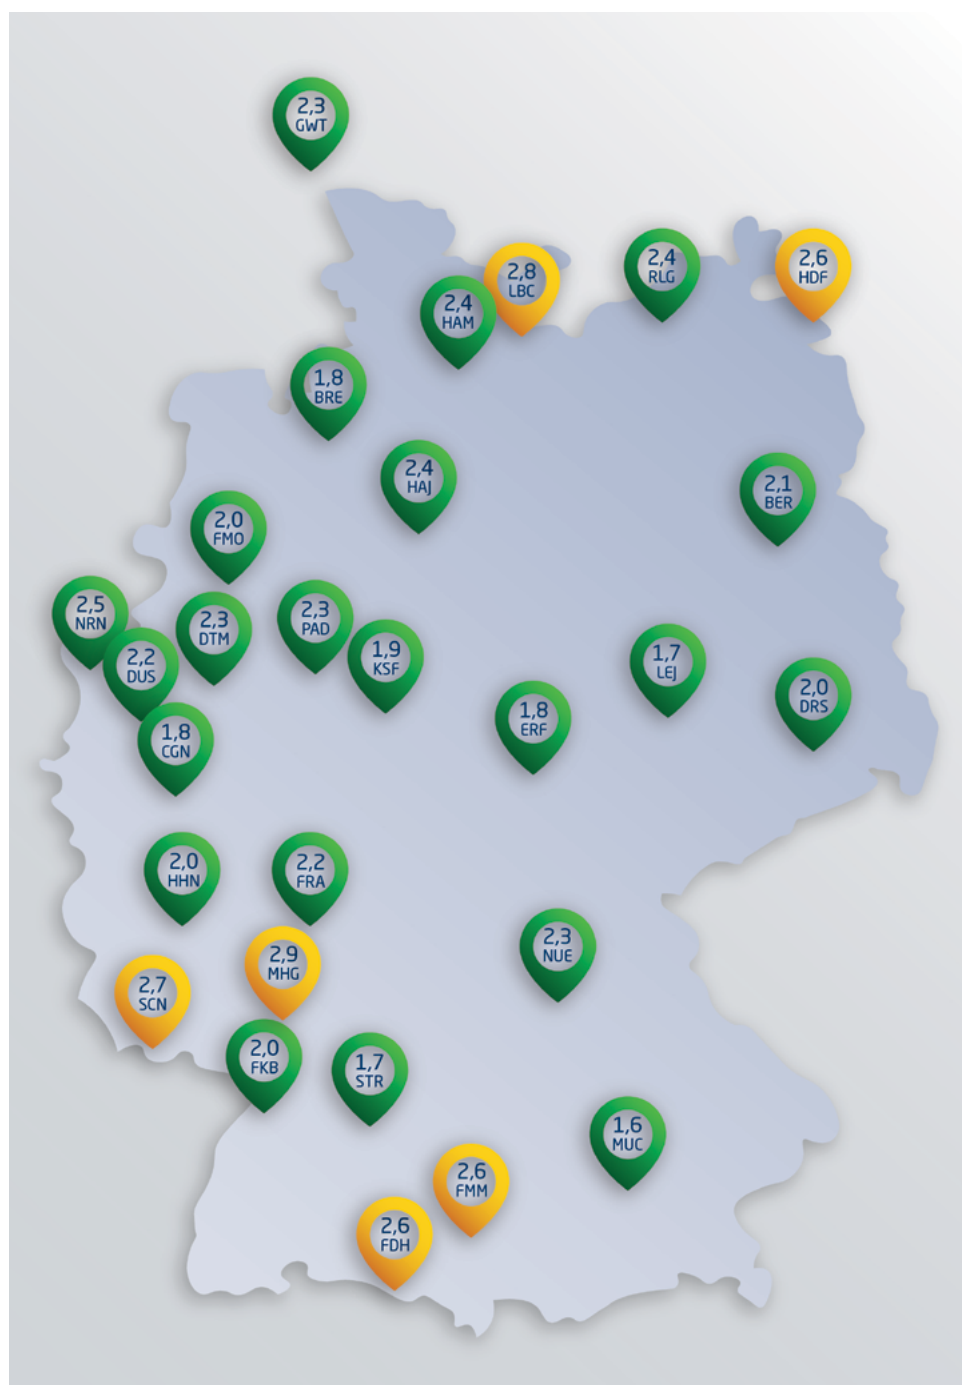 2,3
GWT
2,4
RLG
2,6
HDF
2,8
LBC
2,4
HAM
1,8
BRE
2,4
HAJ
2,1
BER
2,0
FMO
2,5
NRN
2,3
DTM
2,3
PAD
2,2
DUS
1,9
KSF
1,7
LEJ
2,0
DRS
1,8
ERF
1,8
CGN
2,0
HHN
2,2
FRA
2,3
NUE
2,9
MHG
2,7
SCN
2,0
FKB
1,7
STR
1,6
MUC
2,6
FMM
2,6
FDH